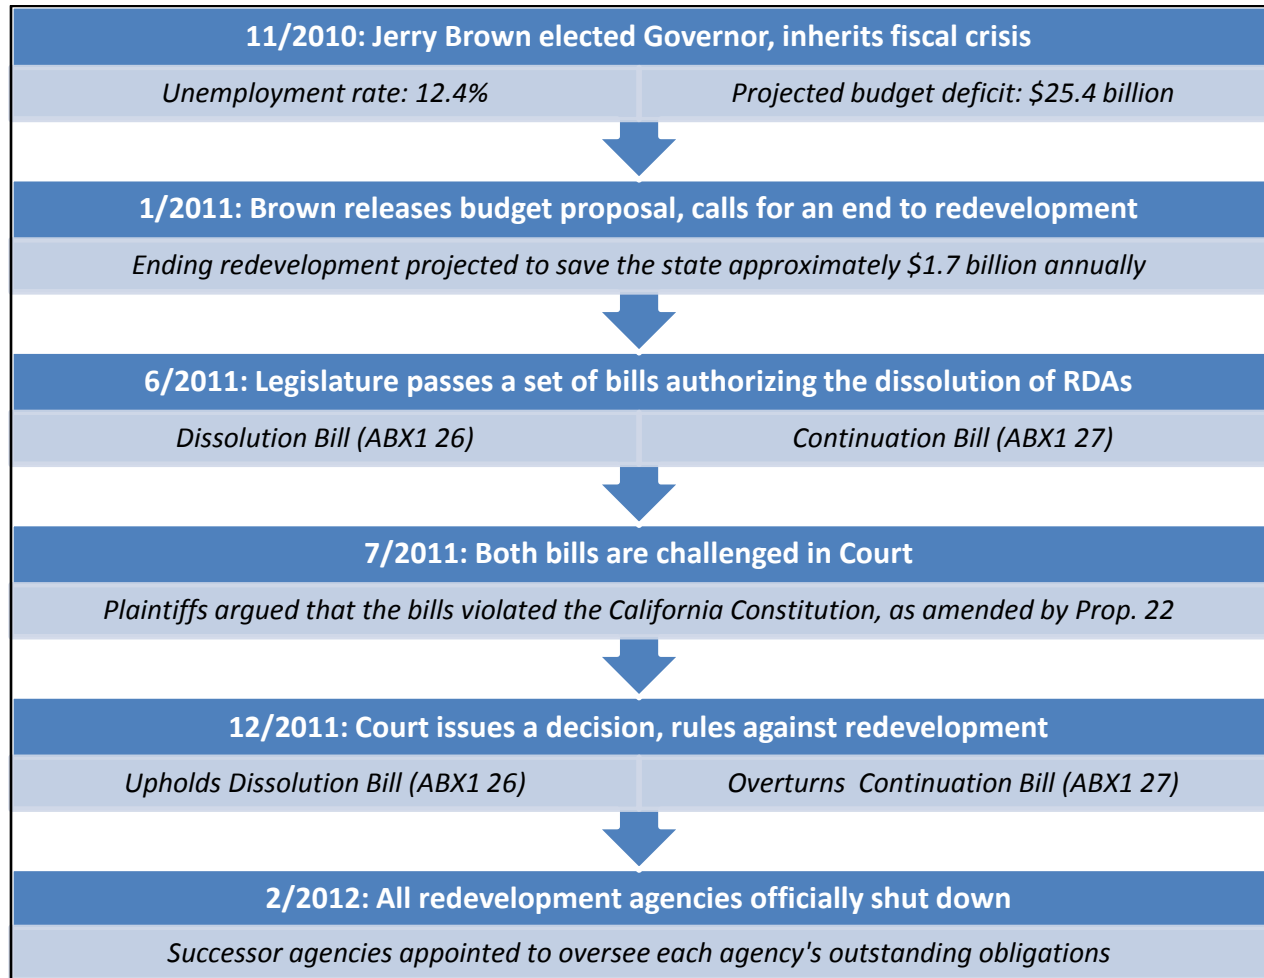 11/2010: Jerry Brown elected Governor, inherits fiscal crisis
Unemployment rate: 12.4%
Projected budget deficit: $25.4 billion
1/2011: Brown releases budget proposal, calls for an end to redevelopment
Ending redevelopment projected to save the state approximately $1.7 billion annually
6/2011: Legislature passes a set of bills authorizing the dissolution of RDAs
Dissolution Bill (ABX1 26)
Continuation Bill (ABX1 27)
7/2011: Both bills are challenged in Court
Plaintiffs argued that the bills violated the California Constitution, as amended by Prop. 22
12/2011: Court issues a decision, rules against redevelopment
Upholds Dissolution Bill (ABX1 26)
Overturns  Continuation Bill (ABX1 27)
2/2012: All redevelopment agencies officially shut down
Successor agencies appointed to oversee each agency's outstanding obligations